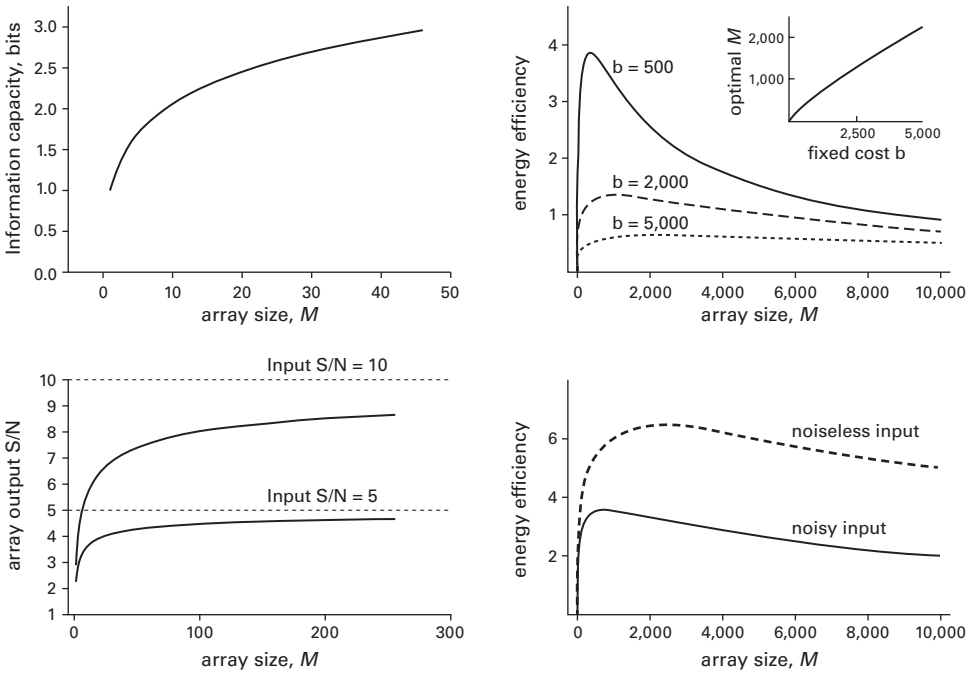 Information capacity, bits
3.0
2.5
2.0
1.5
1.0
0.5
0.0
0 10 20 30 40 50
array size, M
energy efficiency
4
3
2
1
b = 500
b = 2,000
b = 5,000
0 2,000 4,000 6,000 8,000 10,000
array size, M
optimal M
2,000
1,000
2,500 5,000
fixed cost b
array output S/N
10
9
8
7
6
5
4
3
2
1
Input S/N = 10
Input S/N = 5
0 100 200 300
array size, M
energy efficiency
6
4
2
noiseless input
noisy input
0 2,000 4,000 6,000 8,000 10,000
array size, M